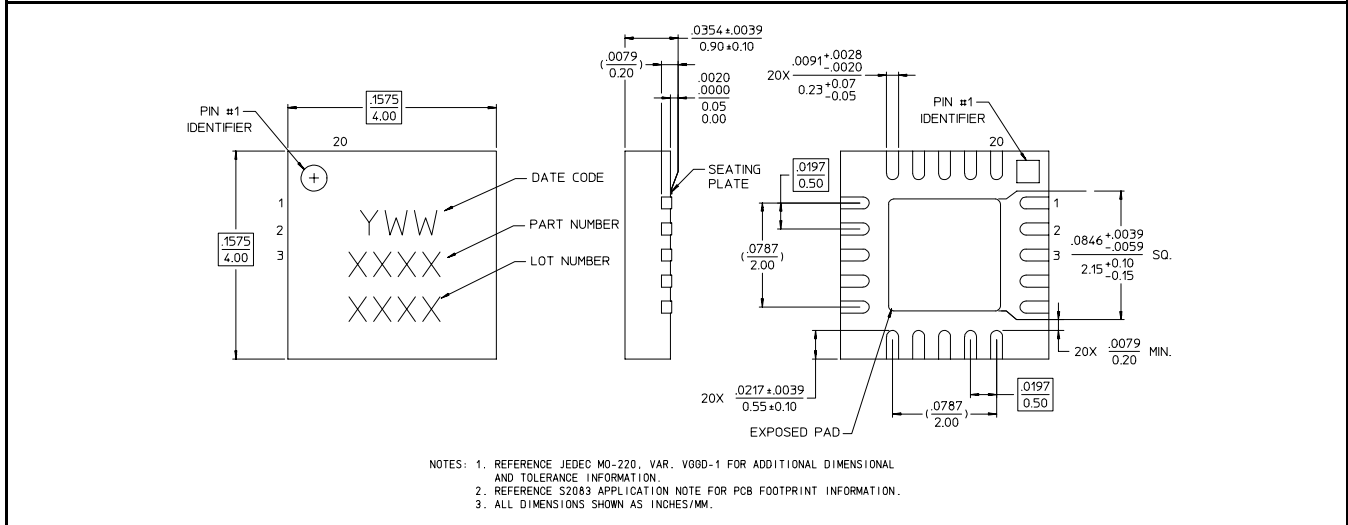 .1575
4.00
PIN #1
IDENTIFIER
20
.1575
4.00
1
2
3
YWW
XXXX
XXXX
DATE CODE
PART NUMBER
LOT NUMBER
.0354±.0039
0.90±0.10
(.0079
0.20)
.0020
.0000
0.05
0.00
SEATING
PLATE
20X .0091 +.0028
-.0020
0.23 +0.07
-0.05
PIN #1
IDENTIFIER
20
.0197
0.50
(.0787
2.00)
1
2
3
.0846 +.0039
-.0059
2.15 +0.10
-0.15
SQ.
20X .0079
0.20
MIN.
20X .0217±.0039
0.55±0.10
(.0787
2.00)
.0197
0.50
EXPOSED PAD
NOTES: 1. REFERENCE JEDEC MO-220, VAR. VGGD-1 FOR ADDITIONAL DIMENSIONAL
AND TOLERANCE INFORMATION.
2. REFERENCE S2083 APPLICATION NOTE FOR PCB FOOTPRINT INFORMATION.
3. ALL DIMENSIONS SHOWN AS INCHES/MM.